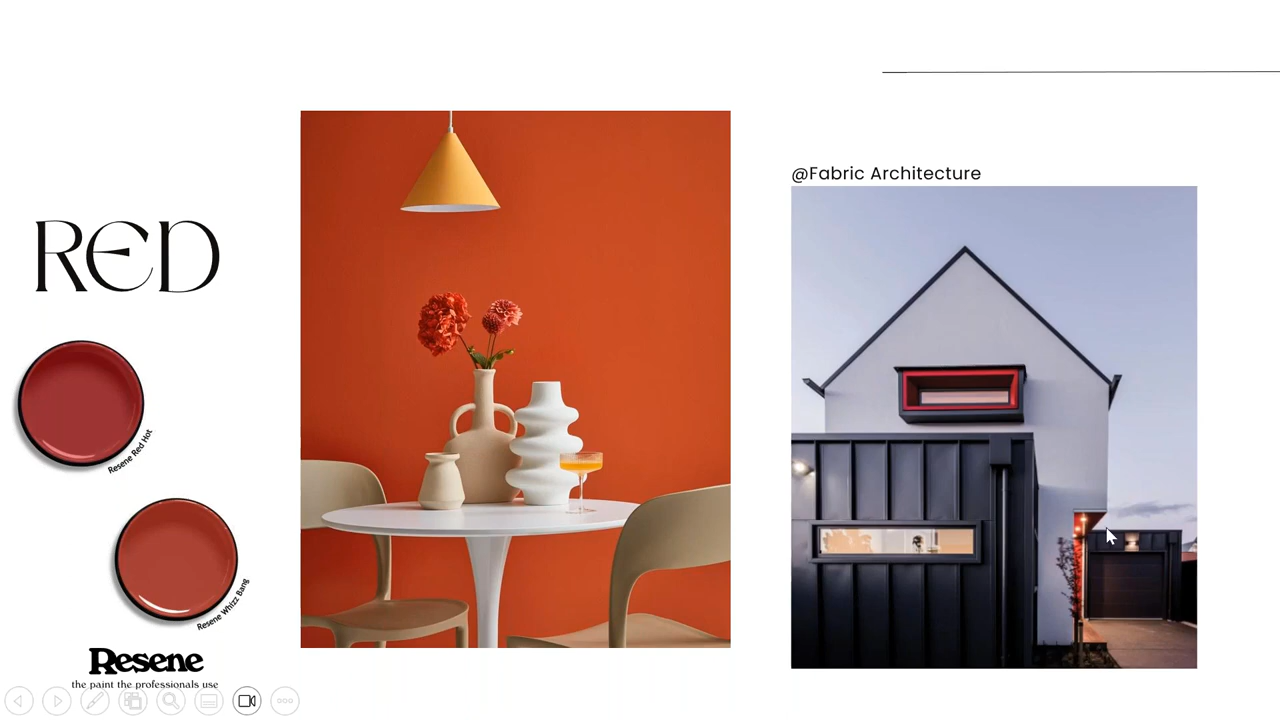 @Fabric Architecture
RED
Resene Red Hot
Resene Whizz Bang
Resene
the paint the professionals use